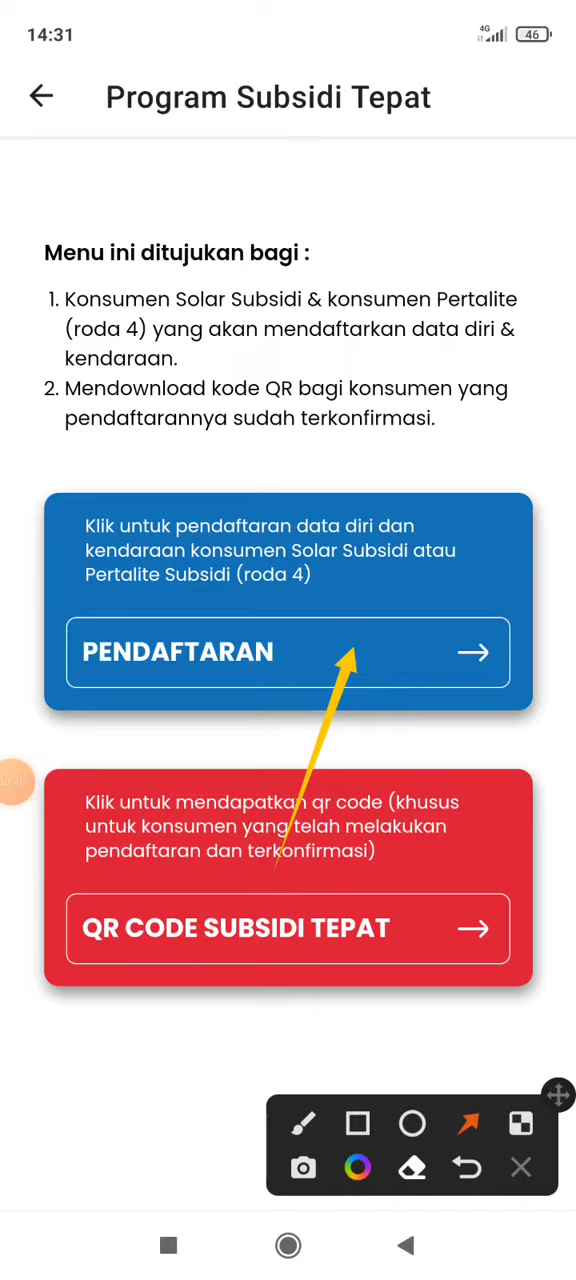 14:31
4G
46
Program Subsidi Tepat
Menu ini ditujukan bagi :
1. Konsumen Solar Subsidi & konsumen Pertalite
(roda 4) yang akan mendaftarkan data diri &
kendaraan.
2. Mendownload kode QR bagi konsumen yang
pendaftarannya sudah terkonfirmasi.
Klik untuk pendaftaran data diri dan
kendaraan konsumen Solar Subsidi atau
Pertalite Subsidi (roda 4)
PENDAFTARAN
Klik untuk mendapatkan qr code (khusus
untuk konsumen yang telah melakukan
pendaftaran dan terkonfirmasi)
QR CODE SUBSIDI TEPAT